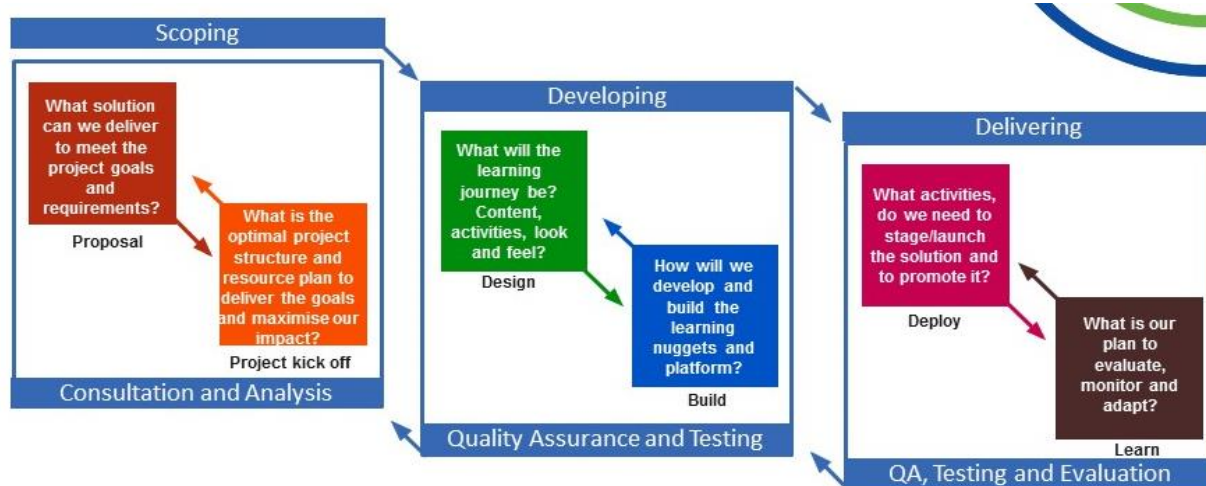 Scoping
What solution
can we deliver
to meet the
project goals
and
requirements?
Proposal
What is the
optimal project
structure and
resource plan to
deliver the goals
and maximise our
impact?
Project kick off
Consultation and Analysis
Developing
What will the
learning
journey be?
Content,
activities, look
and feel?
Design
How will we
develop and
build the
learning
nuggets and
platform?
Build
Quality Assurance and Testing
Delivering
What activities,
do we need to
stage/launch
the solution and
to promote it?
Deploy
What is our
plan to
evaluate,
monitor and
adapt?
Learn
QA, Testing and Evaluation